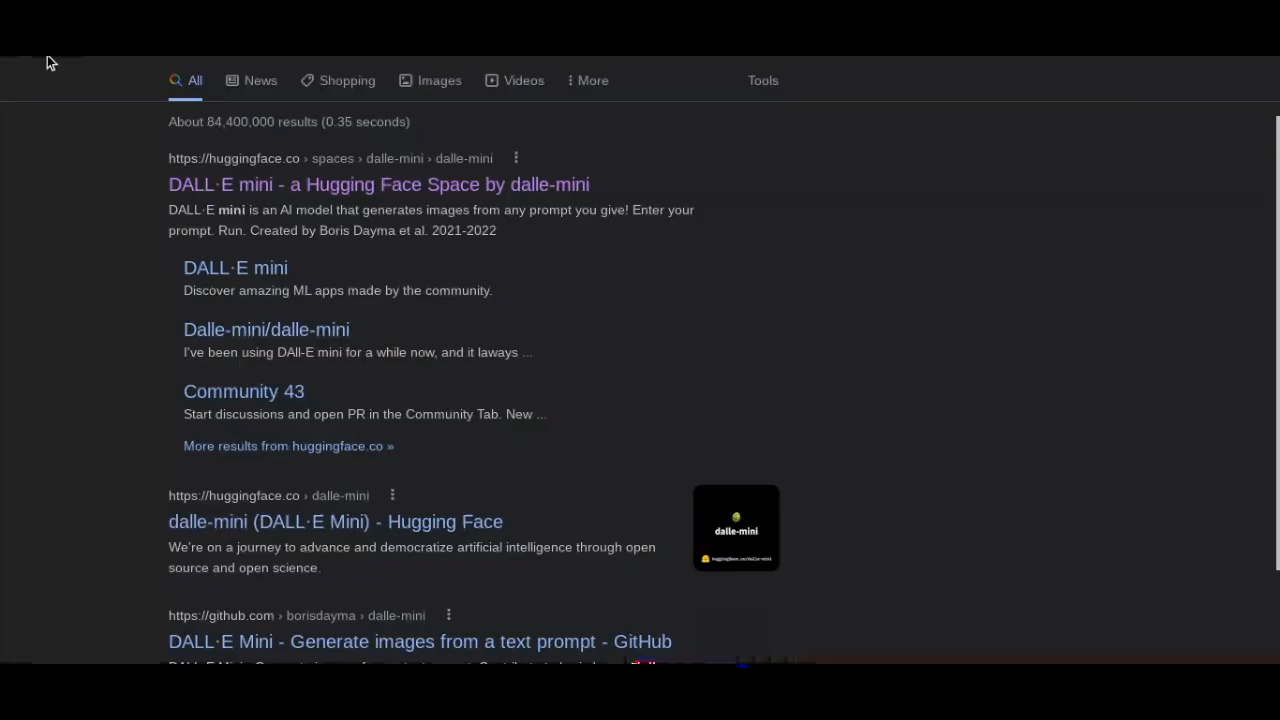 All News Shopping Images Videos More Tools
About 84,400,000 results (0.35 seconds)
https://huggingface.co › spaces › dalle-mini › dalle-mini
DALL·E mini - a Hugging Face Space by dalle-mini
DALL·E mini is an AI model that generates images from any prompt you give! Enter your
prompt. Run. Created by Boris Dayma et al. 2021-2022
DALL·E mini
Discover amazing ML apps made by the community.
Dalle-mini/dalle-mini
I've been using DAll-E mini for a while now, and it laways ...
Community 43
Start discussions and open PR in the Community Tab. New ...
More results from huggingface.co »
https://huggingface.co › dalle-mini
dalle-mini (DALL·E Mini) - Hugging Face
We're on a journey to advance and democratize artificial intelligence through open
source and open science.
dalle-mini
huggingface.co/dalle-mini
https://github.com › borisdayma › dalle-mini
DALL·E Mini - Generate images from a text prompt - GitHub